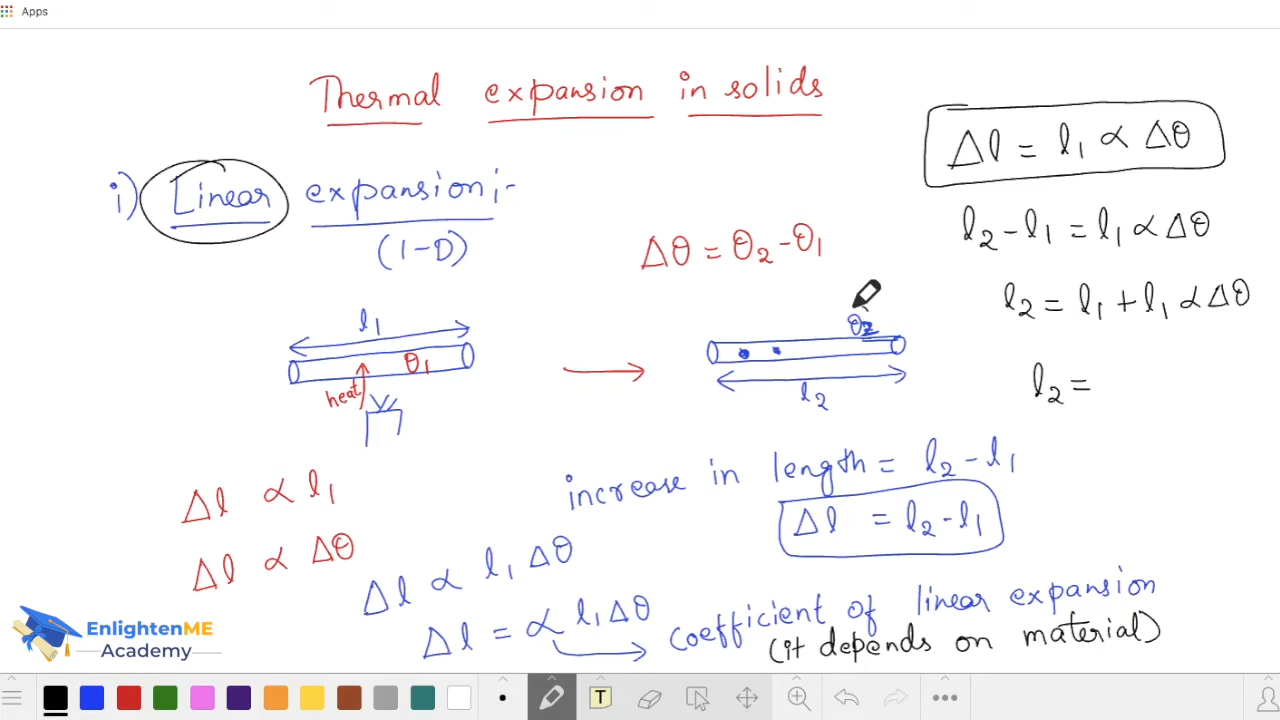 Apps
Thermal expansion in solids
i) Linear expansion :-
(1-D)
Δθ = θ₂ - θ₁
l₁
θ₁
heat
θ₂
l₂
Δl = l₁ ∝ Δθ
l₂ - l₁ = l₁ ∝ Δθ
l₂ = l₁ + l₁ ∝ Δθ
l₂ =
increase in length = l₂ - l₁
Δl = l₂ - l₁
Δl ∝ l₁
Δl ∝ Δθ
Δl ∝ l₁ Δθ
Δl = ∝ l₁ Δθ
coefficient of linear expansion
(it depends on material)
EnlightenME
Academy
T